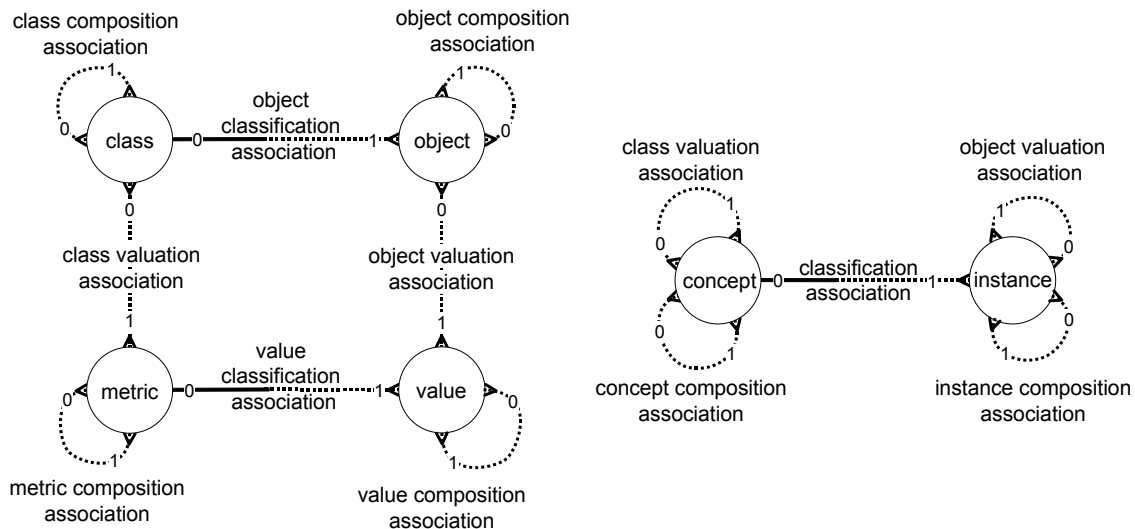 class composition
association
object composition
association
1
1
0
0
class
0
object
classification
association
1
object
0
0
class valuation
association
object valuation
association
1
1
metric
0
value
classification
association
1
value
0
0
1
1
metric composition
association
value composition
association
class valuation
association
object valuation
association
1
1
0
0
concept
0
classification
association
1
instance
0
0
1
1
concept composition
association
instance composition
association